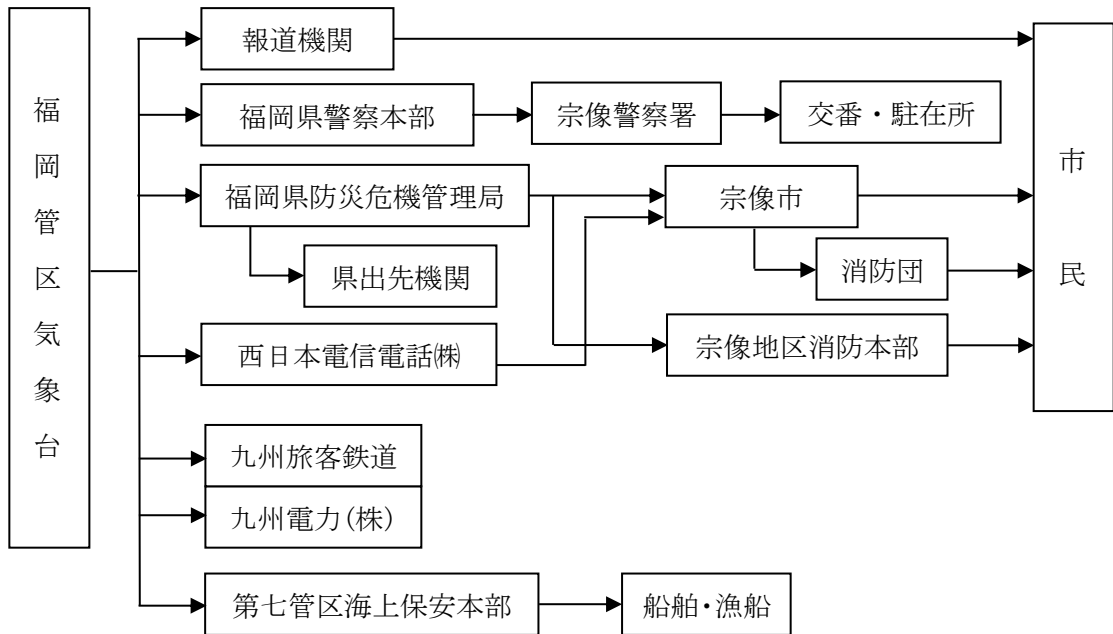 福岡管区気象台
報道機関
福岡県警察本部
宗像警察署
交番・駐在所
福岡県防災危機管理局
宗像市
県出先機関
消防団
西日本電信電話㈱
宗像地区消防本部
九州旅客鉄道
九州電力(株)
第七管区海上保安本部
船舶・漁船
市民